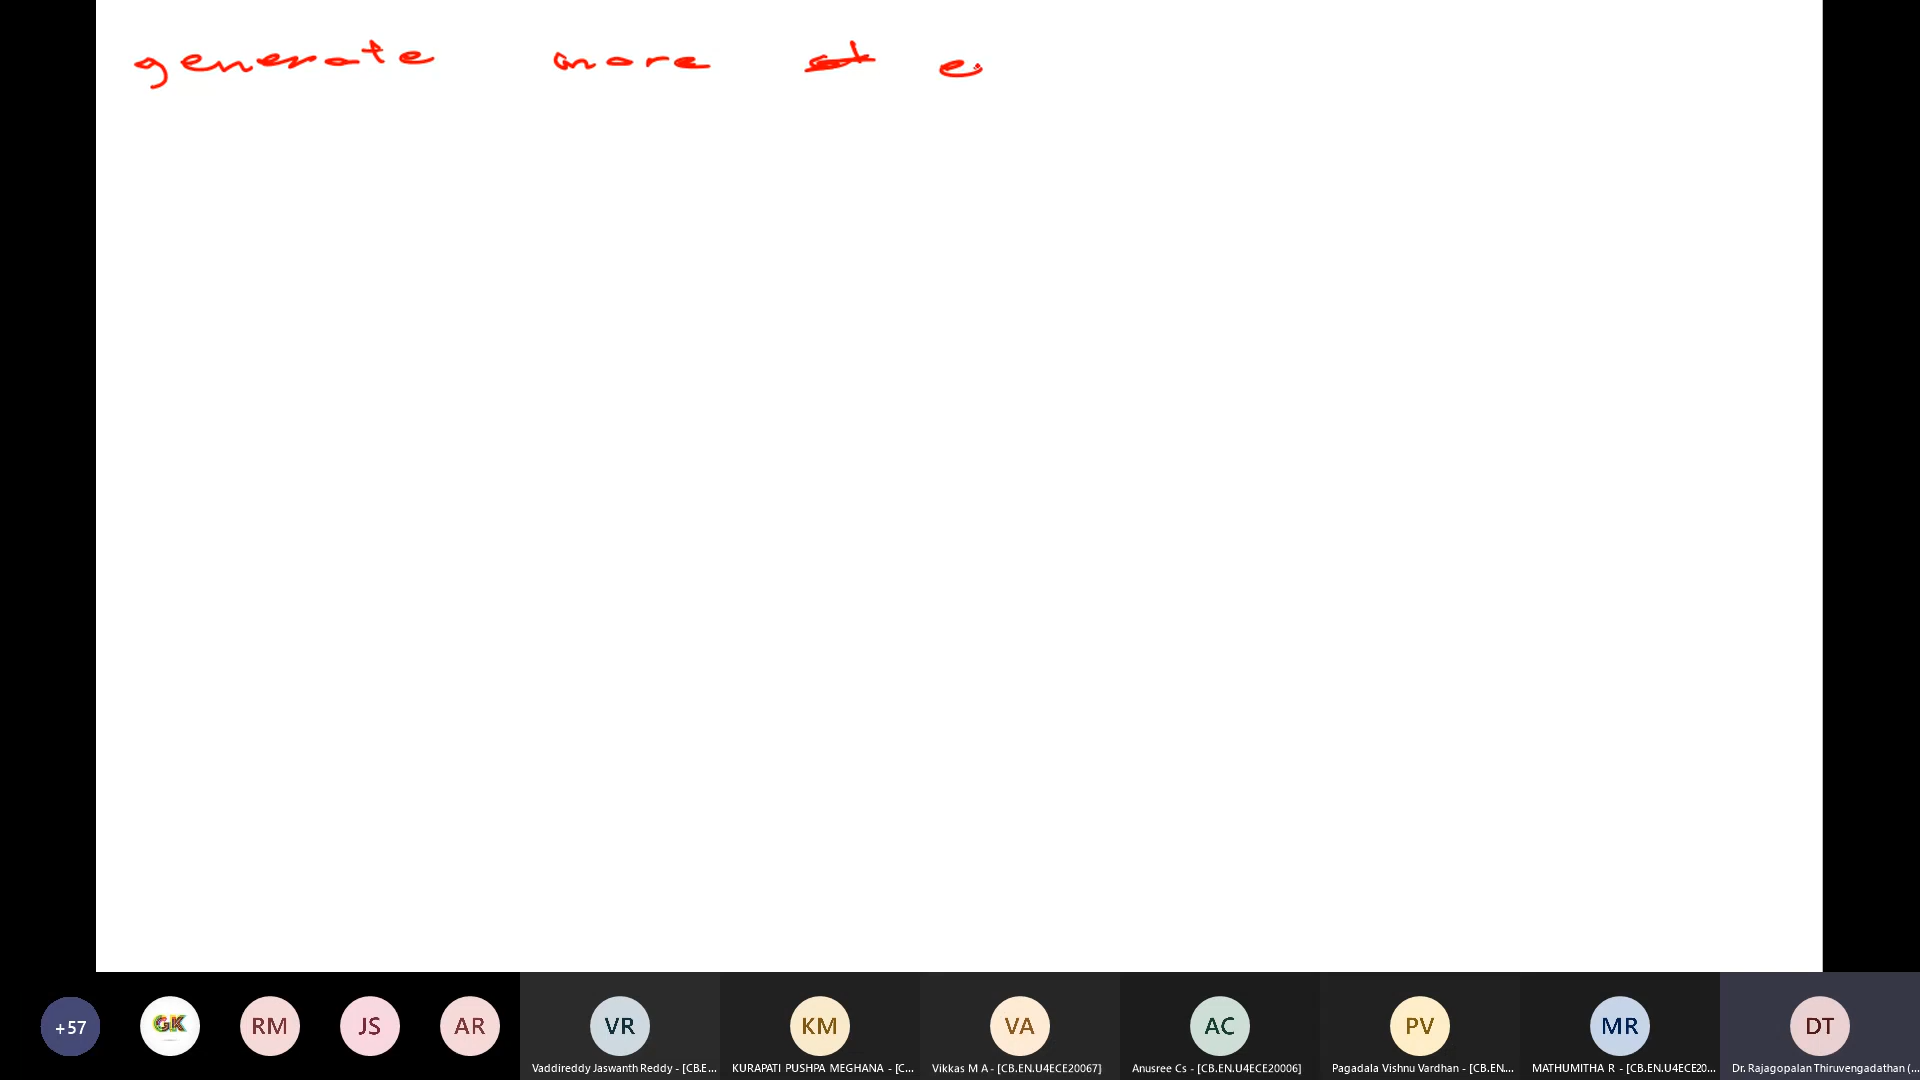 generate more e
+57 GK RM JS AR VR KM VA AC PV MR DT
Vaddireddy Jaswanth Reddy - [CB.E... KURAPATI PUSHPA MEGHANA - [C... Vikkas M A - [CB.EN.U4ECE20067] Anusree Cs - [CB.EN.U4ECE20006] Pagadala Vishnu Vardhan - [CB.EN.... MATHUMITHA R - [CB.EN.U4ECE20... Dr. Rajagopalan Thiruvengadathan (...